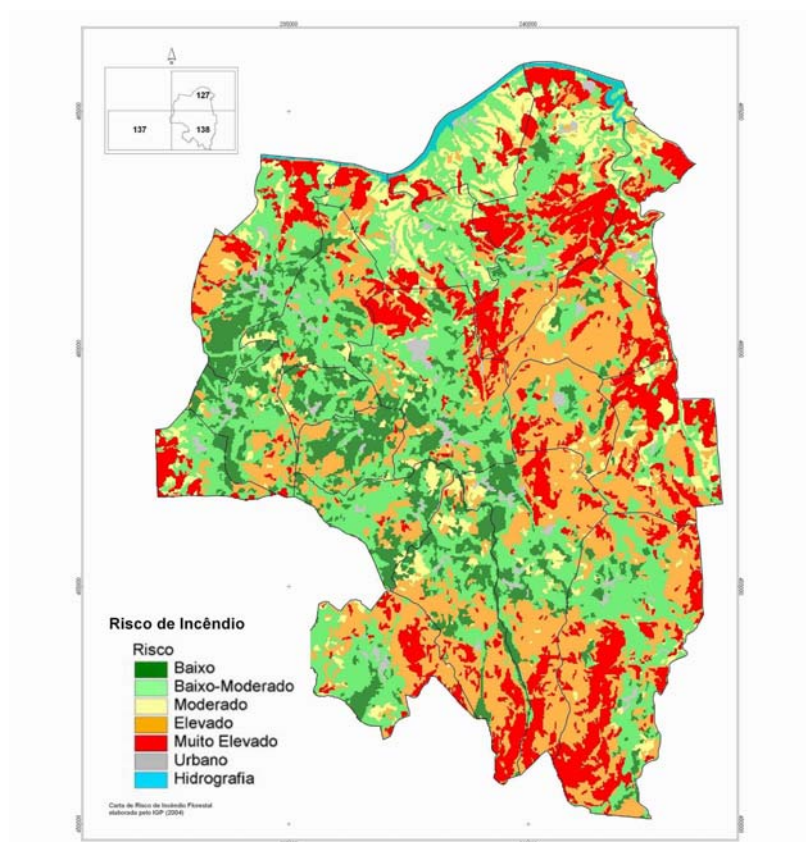 127
137
138
Risco de Incêndio
Risco
Baixo
Baixo-Moderado
Moderado
Elevado
Muito Elevado
Urbano
Hidrografia
Carta de Risco de Incêndio Florestal
elaborada pelo IGP (2004)